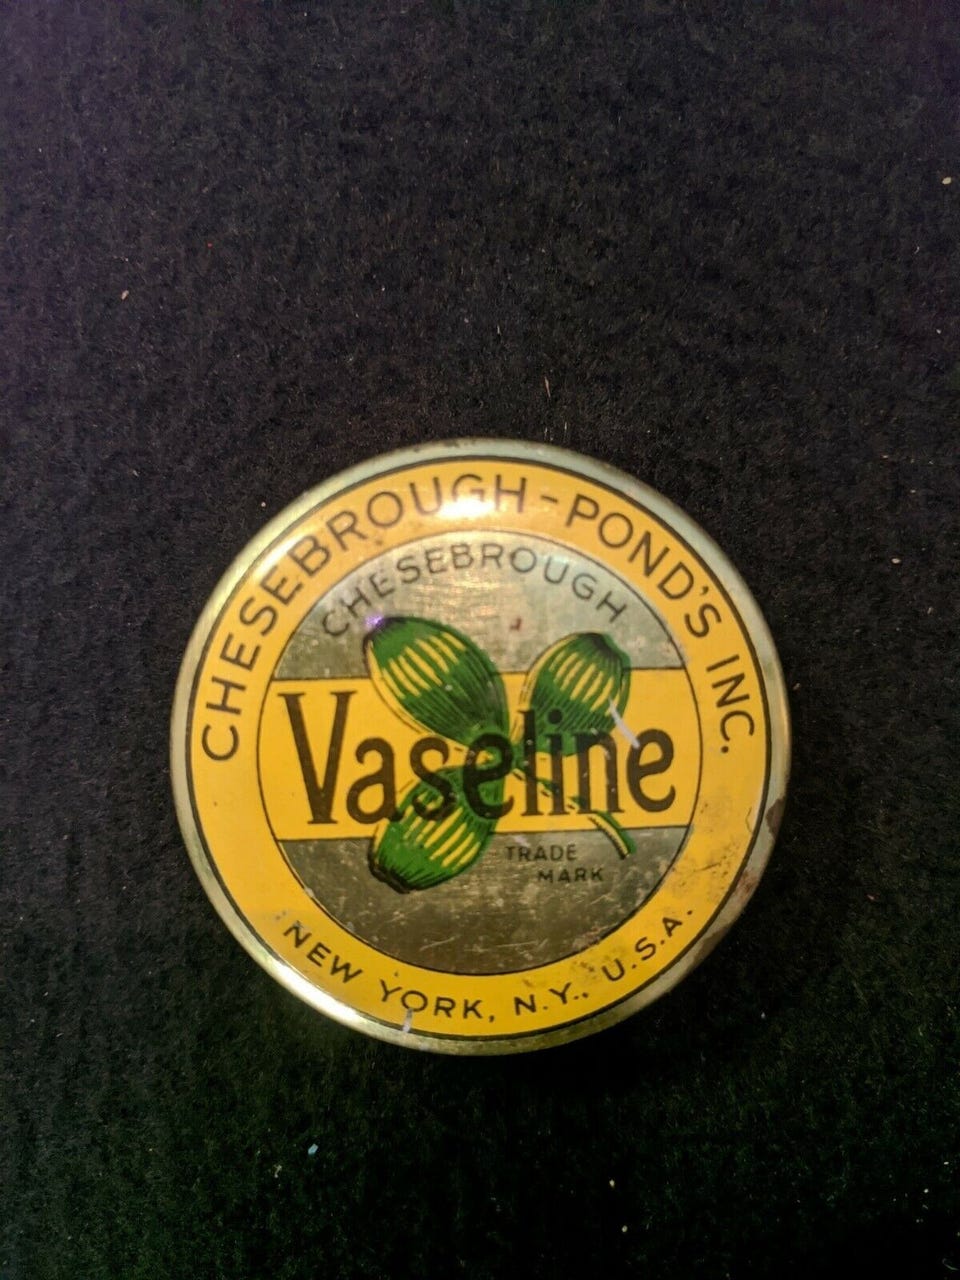 CHESEBROUGH-POND'S INC.
CHESEBROUGH
Vaseline
TRADE
MARK
NEW YORK, N.Y., U.S.A.